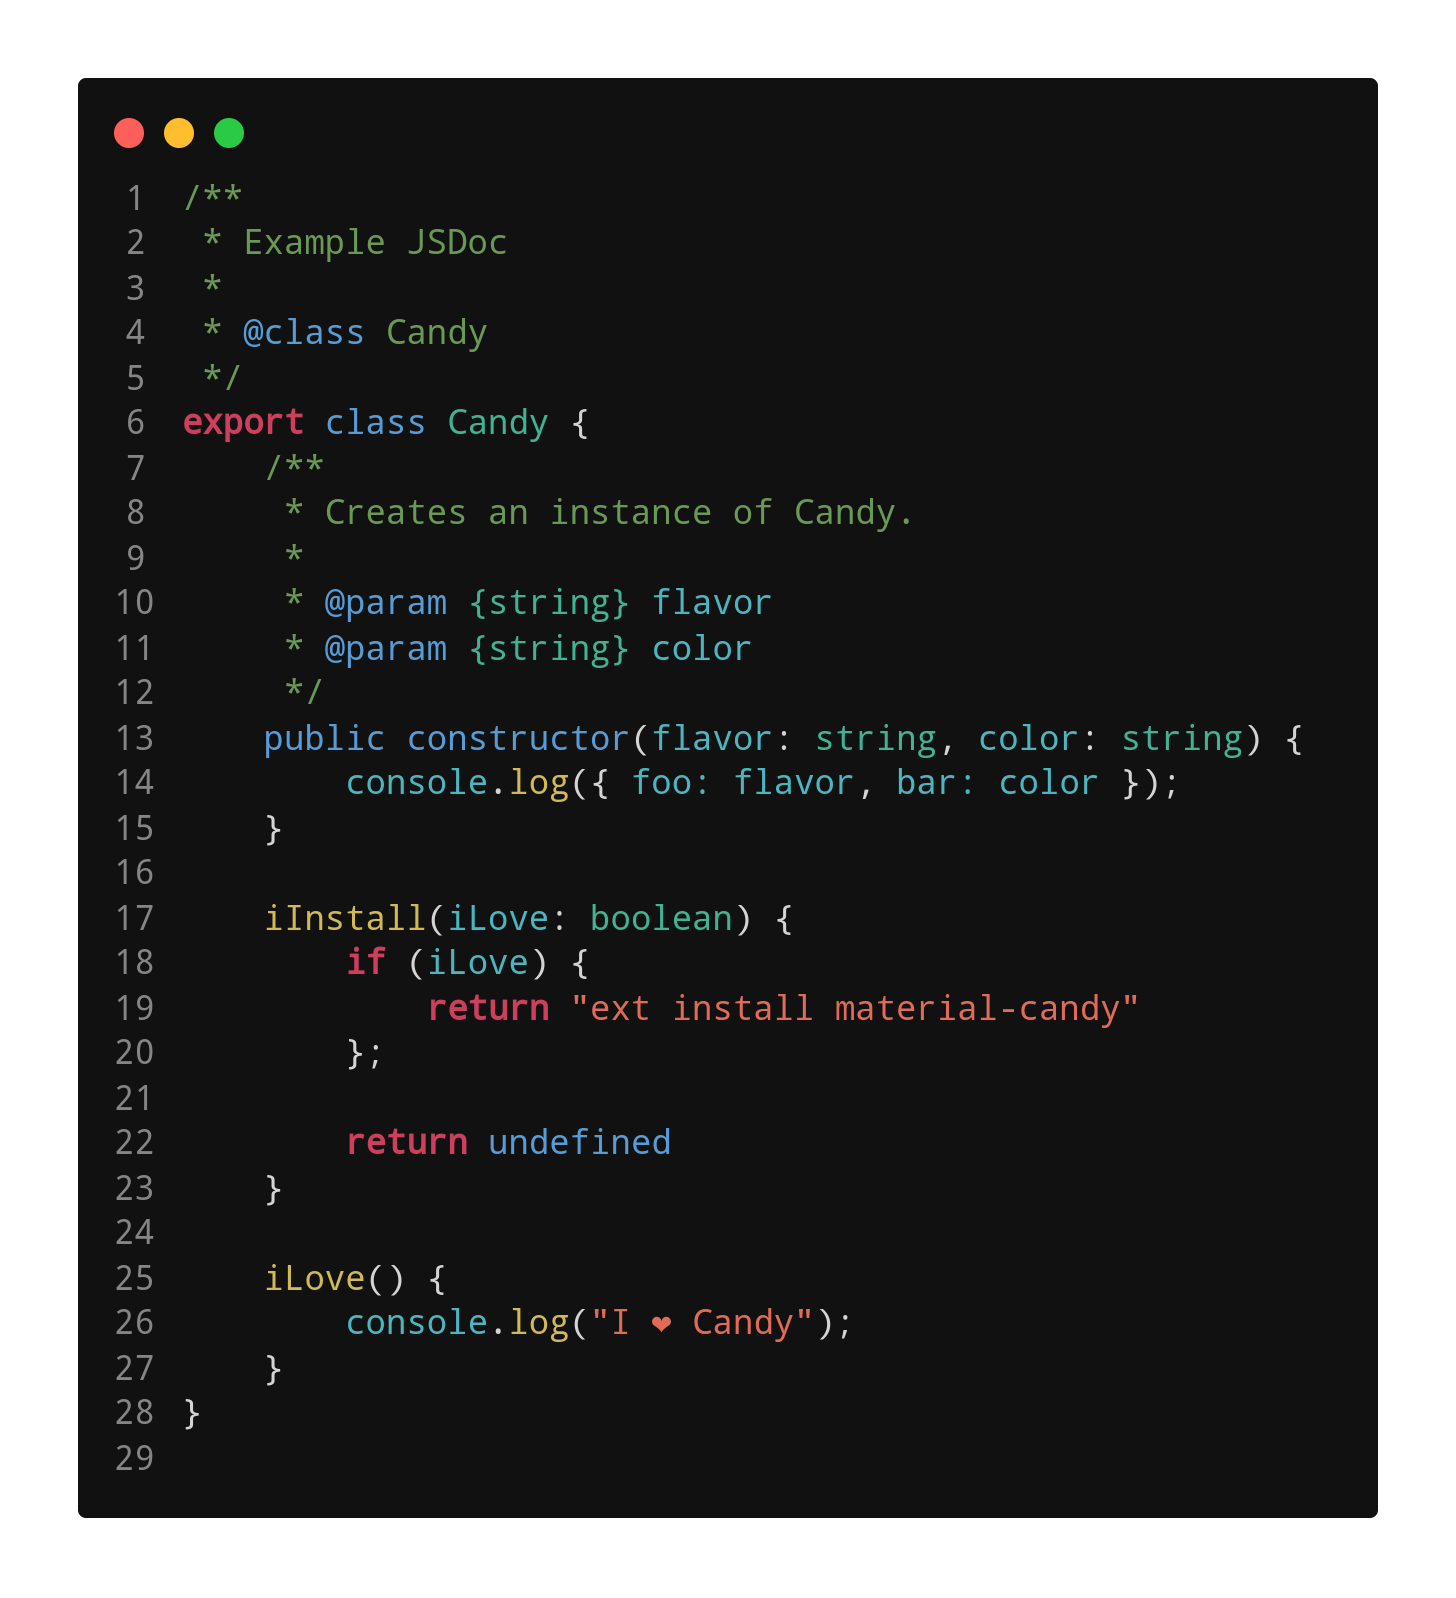 1 /**
2  * Example JSDoc
3  *
4  * @class Candy
5  */
6 export class Candy {
7     /**
8      * Creates an instance of Candy.
9      *
10      * @param {string} flavor
11      * @param {string} color
12      */
13     public constructor(flavor: string, color: string) {
14         console.log({ foo: flavor, bar: color });
15     }
16
17     iInstall(iLove: boolean) {
18         if (iLove) {
19             return "ext install material-candy"
20         };
21
22         return undefined
23     }
24
25     iLove() {
26         console.log("I ❤ Candy");
27     }
28 }
29